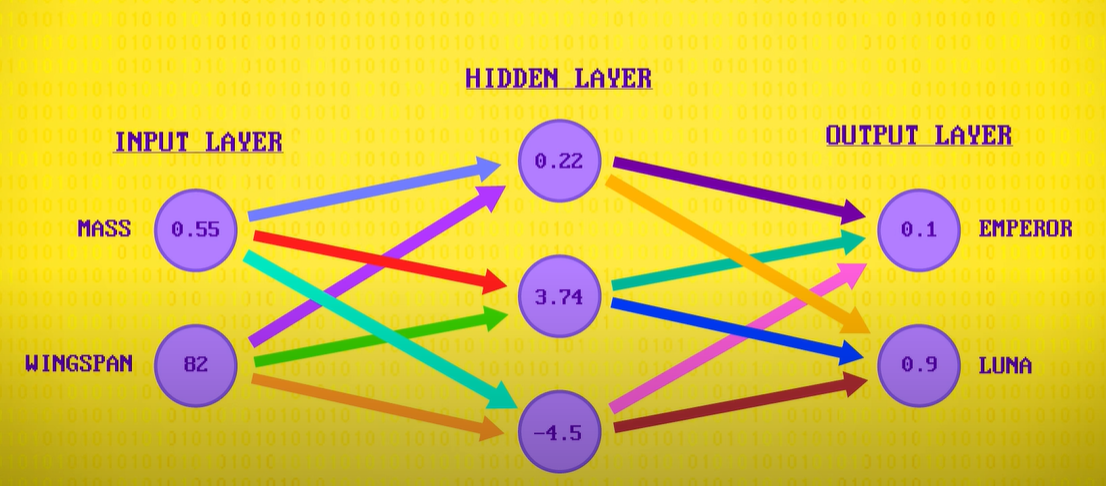 HIDDEN LAYER
INPUT LAYER
OUTPUT LAYER
0.22
MASS 0.55
0.1 EMPEROR
3.74
WINGSPAN 82
0.9 LUNA
-4.5